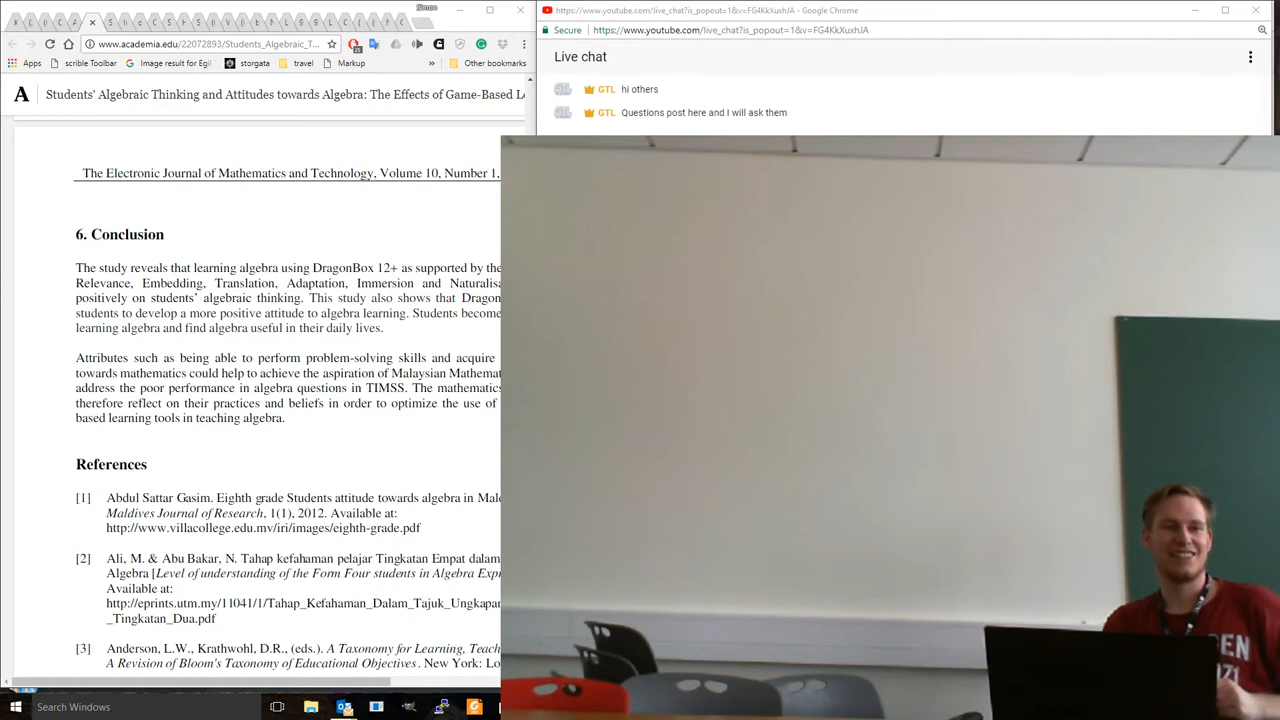 Simon
www.academia.edu/22072893/Students_Algebraic_T...
Apps
scrible Toolbar
Image result for Egi
storgata
travel
Markup
»
Other bookmarks
A
Students' Algebraic Thinking and Attitudes towards Algebra: The Effects of Game-Based Le
The Electronic Journal of Mathematics and Technology, Volume 10, Number 1,
6. Conclusion
The study reveals that learning algebra using DragonBox 12+ as supported by the
Relevance, Embedding, Translation, Adaptation, Immersion and Naturalisa
positively on students' algebraic thinking. This study also shows that Dragon
students to develop a more positive attitude to algebra learning. Students become
learning algebra and find algebra useful in their daily lives.
Attributes such as being able to perform problem-solving skills and acquire
towards mathematics could help to achieve the aspiration of Malaysian Mathemat
address the poor performance in algebra questions in TIMSS. The mathematics
therefore reflect on their practices and beliefs in order to optimize the use of
based learning tools in teaching algebra.
References
[1] Abdul Sattar Gasim. Eighth grade Students attitude towards algebra in Mald
Maldives Journal of Research, 1(1), 2012. Available at:
http://www.villacollege.edu.mv/iri/images/eighth-grade.pdf
[2] Ali, M. & Abu Bakar, N. Tahap kefahaman pelajar Tingkatan Empat dalam
Algebra [Level of understanding of the Form Four students in Algebra Expr
Available at:
http://eprints.utm.my/11041/1/Tahap_Kefahaman_Dalam_Tajuk_Ungkapan
_Tingkatan_Dua.pdf
[3] Anderson, L.W., Krathwohl, D.R., (eds.). A Taxonomy for Learning, Teach
A Revision of Bloom's Taxonomy of Educational Objectives. New York: Lo
Search Windows
https://www.youtube.com/live_chat?is_popout=1&v=FG4KkXuxhJA - Google Chrome
Secure
https://www.youtube.com/live_chat?is_popout=1&v=FG4KkXuxhJA
Live chat
GTL hi others
GTL Questions post here and I will ask them